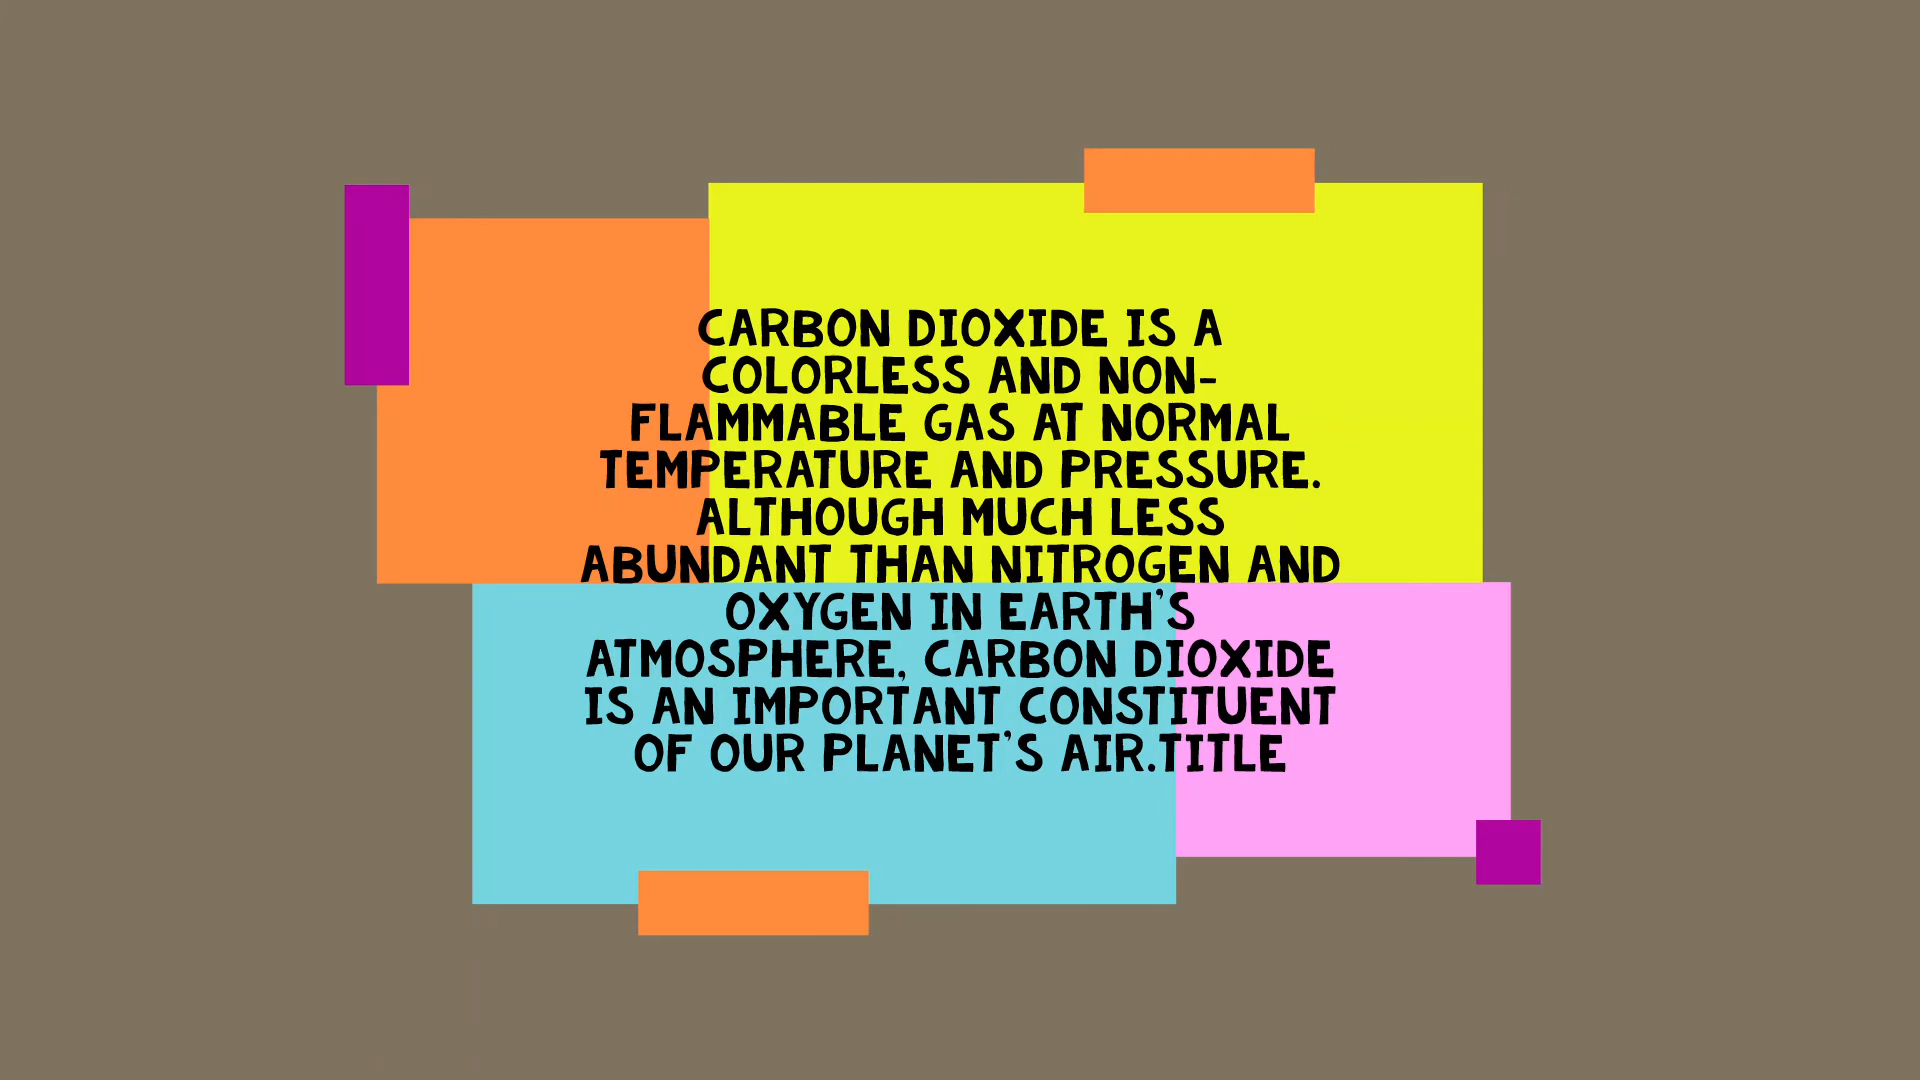 CARBON DIOXIDE IS A
COLORLESS AND NON-
FLAMMABLE GAS AT NORMAL
TEMPERATURE AND PRESSURE.
ALTHOUGH MUCH LESS
ABUNDANT THAN NITROGEN AND
OXYGEN IN EARTH'S
ATMOSPHERE, CARBON DIOXIDE
IS AN IMPORTANT CONSTITUENT
OF OUR PLANET'S AIR.TITLE